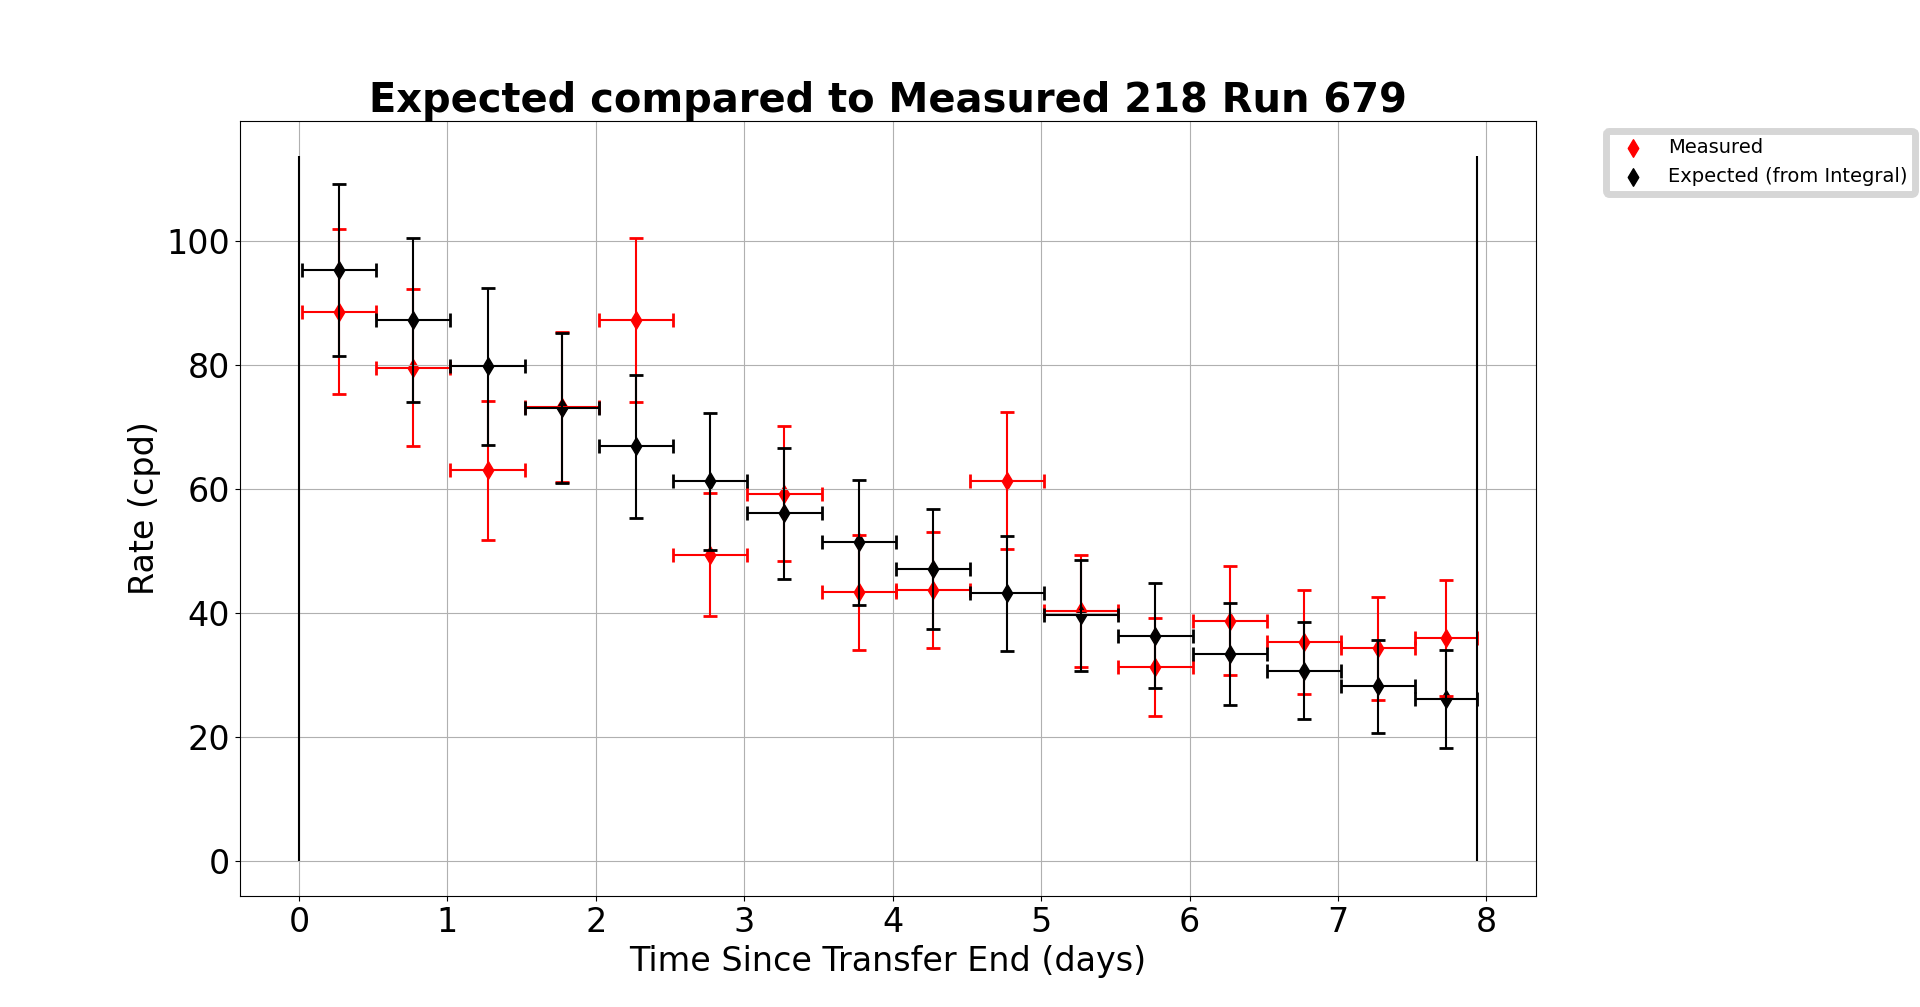 Expected compared to Measured 218 Run 679
Measured
Expected (from Integral)
100
80
60
40
20
0
Rate (cpd)
0 1 2 3 4 5 6 7 8
Time Since Transfer End (days)